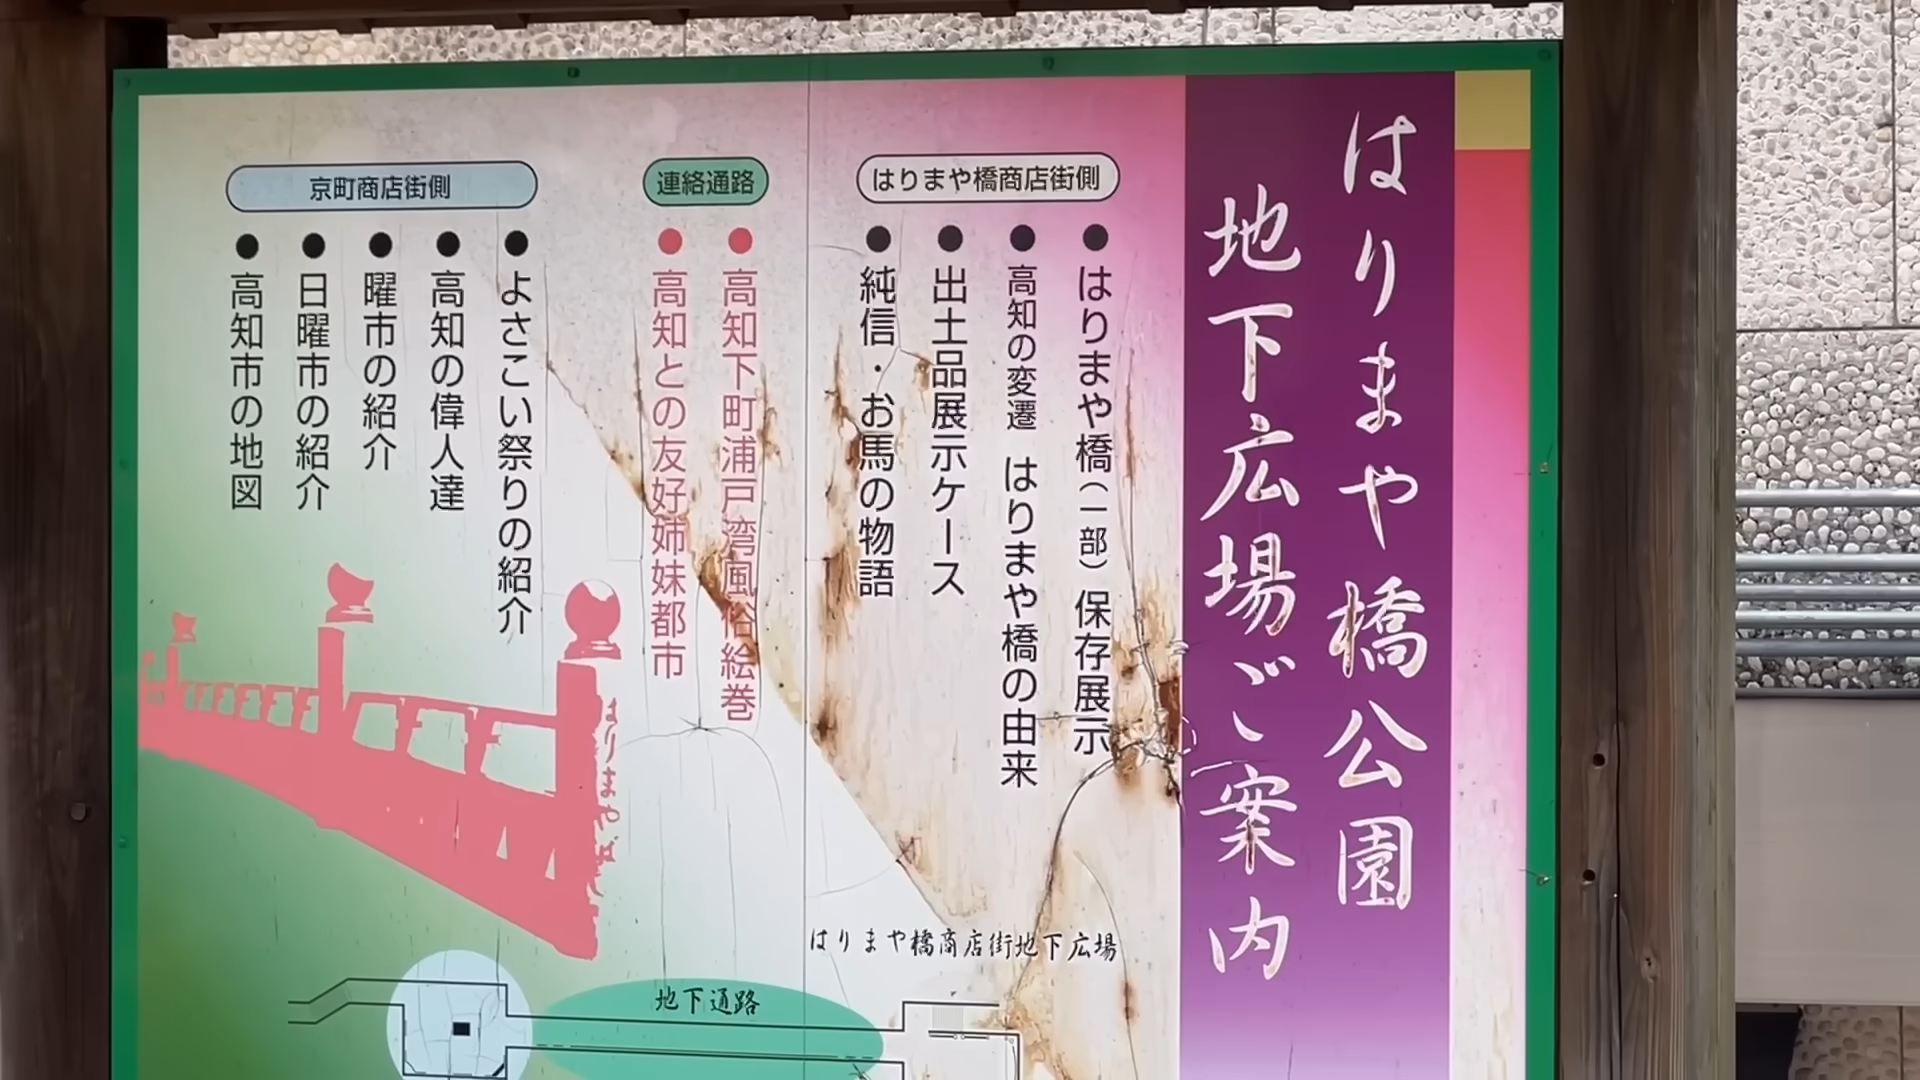 はりまや橋公園
地下広場ご案内
はりまや橋商店街側
●はりまや橋（一部）保存展示
●高知の変遷 はりまや橋の由来
●出土品展示ケース
●純信・お馬の物語
連絡通路
●高知下町浦戸湾風俗絵巻
●高知との友好姉妹都市
京町商店街側
●よさこい祭りの紹介
●高知の偉人達
●曜市の紹介
●日曜市の紹介
●高知市の地図
はりまやばし
はりまや橋商店街地下広場
地下通路